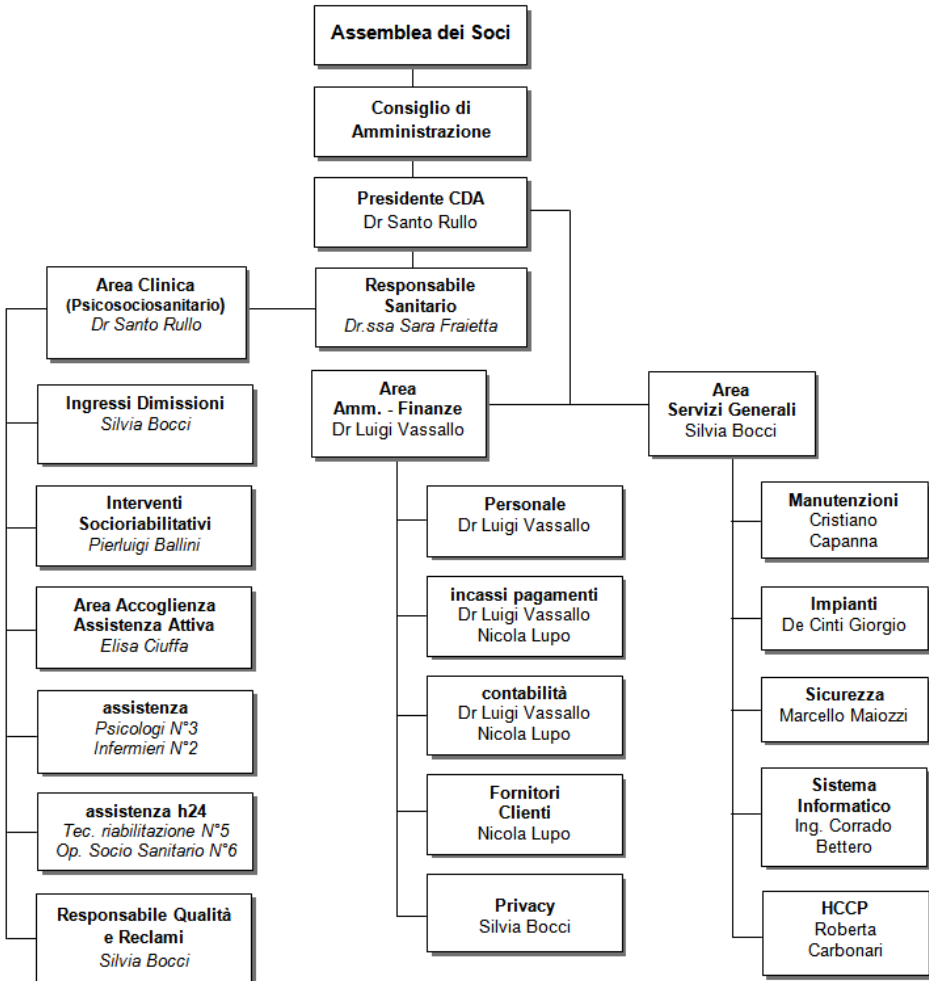 Assemblea dei Soci
Consiglio di
Amministrazione
Presidente CDA
Dr Santo Rullo
Responsabile
Sanitario
Dr.ssa Sara Fraietta
Area Clinica
(Psicosociosanitario)
Dr Santo Rullo
Ingressi Dimissioni
Silvia Bocci
Interventi
Socioriabilitativi
Pierluigi Ballini
Area Accoglienza
Assistenza Attiva
Elisa Ciuffa
assistenza
Psicologi N°3
Infermieri N°2
assistenza h24
Tec. riabilitazione N°5
Op. Socio Sanitario N°6
Responsabile Qualità
e Reclami
Silvia Bocci
Area
Amm. - Finanze
Dr Luigi Vassallo
Personale
Dr Luigi Vassallo
incassi pagamenti
Dr Luigi Vassallo
Nicola Lupo
contabilità
Dr Luigi Vassallo
Nicola Lupo
Fornitori
Clienti
Nicola Lupo
Privacy
Silvia Bocci
Area
Servizi Generali
Silvia Bocci
Manutenzioni
Cristiano
Capanna
Impianti
De Cinti Giorgio
Sicurezza
Marcello Maiozzi
Sistema
Informatico
Ing. Corrado
Bettero
HCCP
Roberta
Carbonari